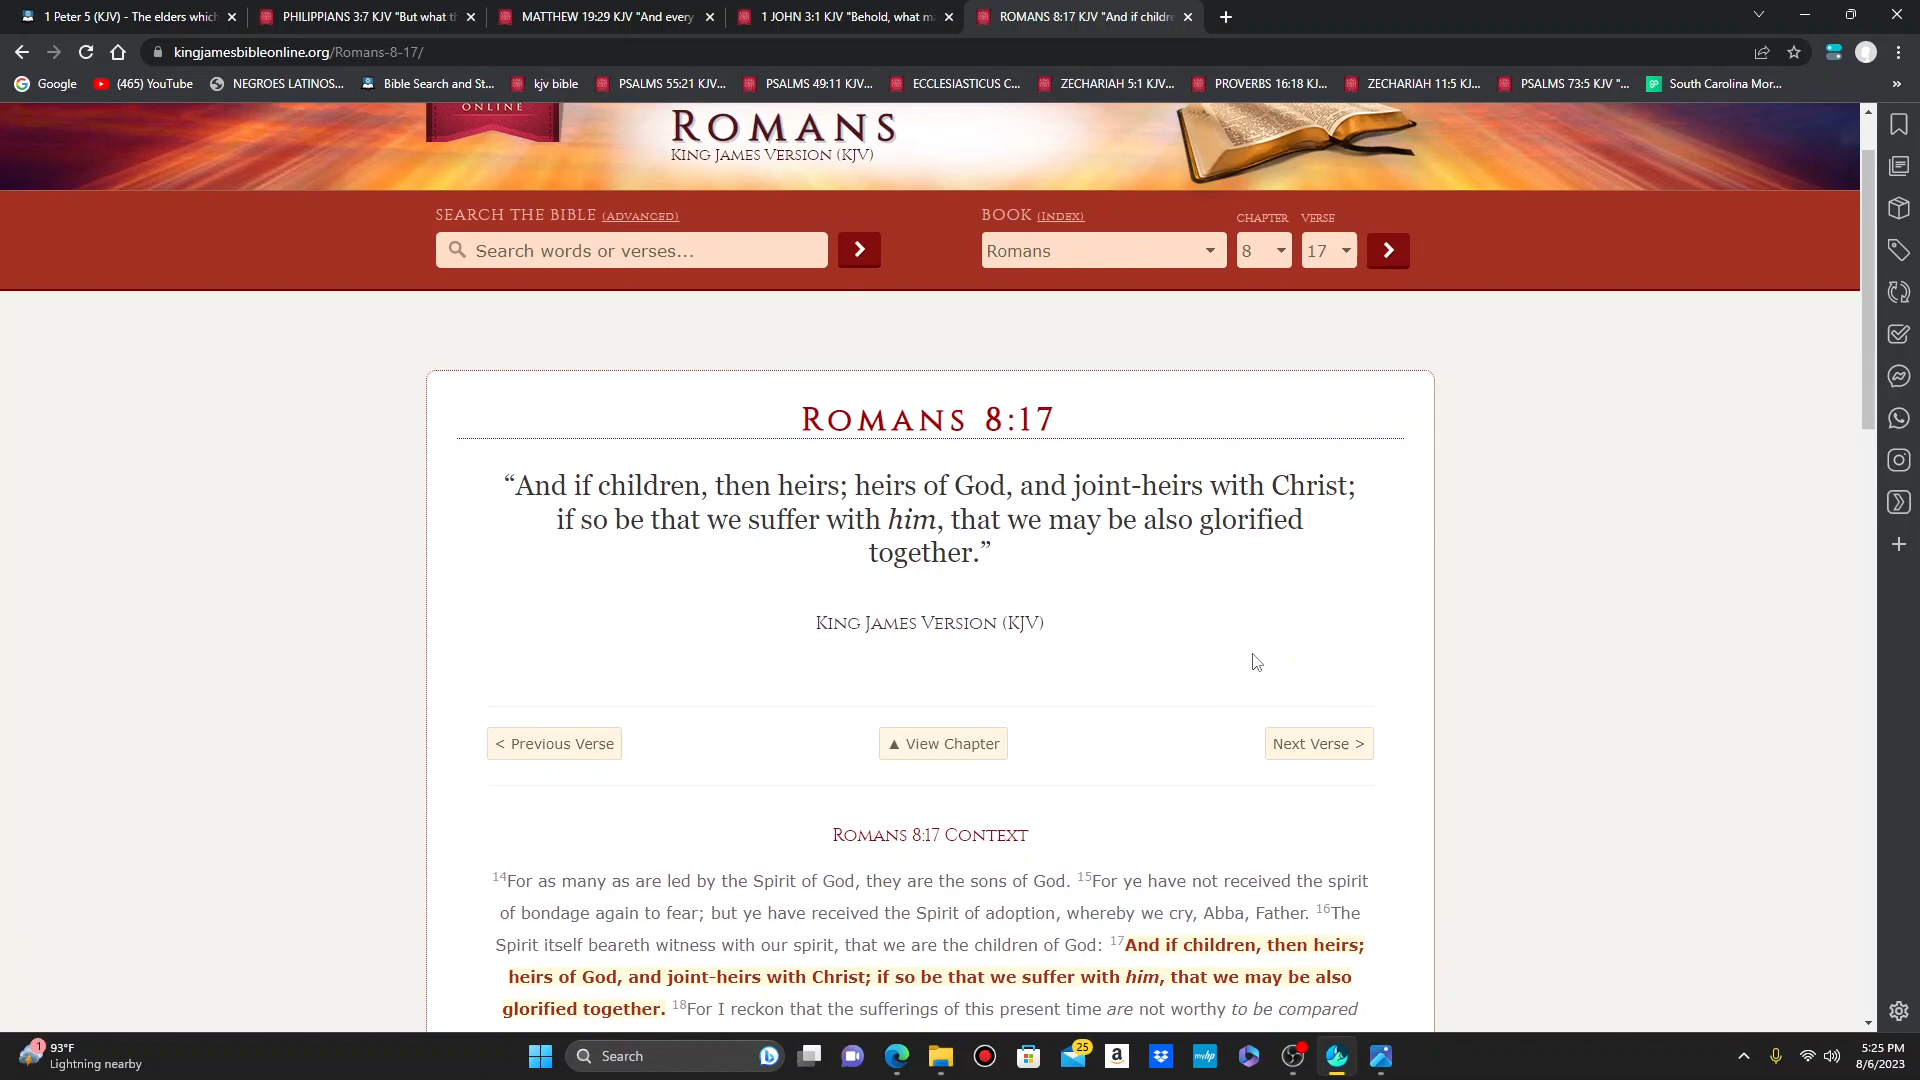 1 Peter 5 (KJV) - The elders which
PHILIPPIANS 3:7 KJV "But what th
MATTHEW 19:29 KJV "And every
1 JOHN 3:1 KJV "Behold, what ma
ROMANS 8:17 KJV "And if childre
kingjamesbibleonline.org/Romans-8-17/
Google
(465) YouTube
NEGROES LATINOS...
Bible Search and St...
kjv bible
PSALMS 55:21 KJV...
PSALMS 49:11 KJV...
ECCLESIASTICUS C...
ZECHARIAH 5:1 KJV...
PROVERBS 16:18 KJ...
ZECHARIAH 11:5 KJ...
PSALMS 73:5 KJV "...
South Carolina Mor...
ONLINE
ROMANS
KING JAMES VERSION (KJV)
SEARCH THE BIBLE (ADVANCED)
BOOK (INDEX)
CHAPTER
VERSE
Search words or verses...
Romans
8
17
ROMANS 8:17
“And if children, then heirs; heirs of God, and joint-heirs with Christ;
if so be that we suffer with him, that we may be also glorified
together.”
KING JAMES VERSION (KJV)
< Previous Verse
▲ View Chapter
Next Verse >
ROMANS 8:17 CONTEXT
14For as many as are led by the Spirit of God, they are the sons of God. 15For ye have not received the spirit
of bondage again to fear; but ye have received the Spirit of adoption, whereby we cry, Abba, Father. 16The
Spirit itself beareth witness with our spirit, that we are the children of God: 17And if children, then heirs;
heirs of God, and joint-heirs with Christ; if so be that we suffer with him, that we may be also
glorified together. 18For I reckon that the sufferings of this present time are not worthy to be compared
1
93°F
Lightning nearby
Search
25
myhp
5:25 PM
8/6/2023